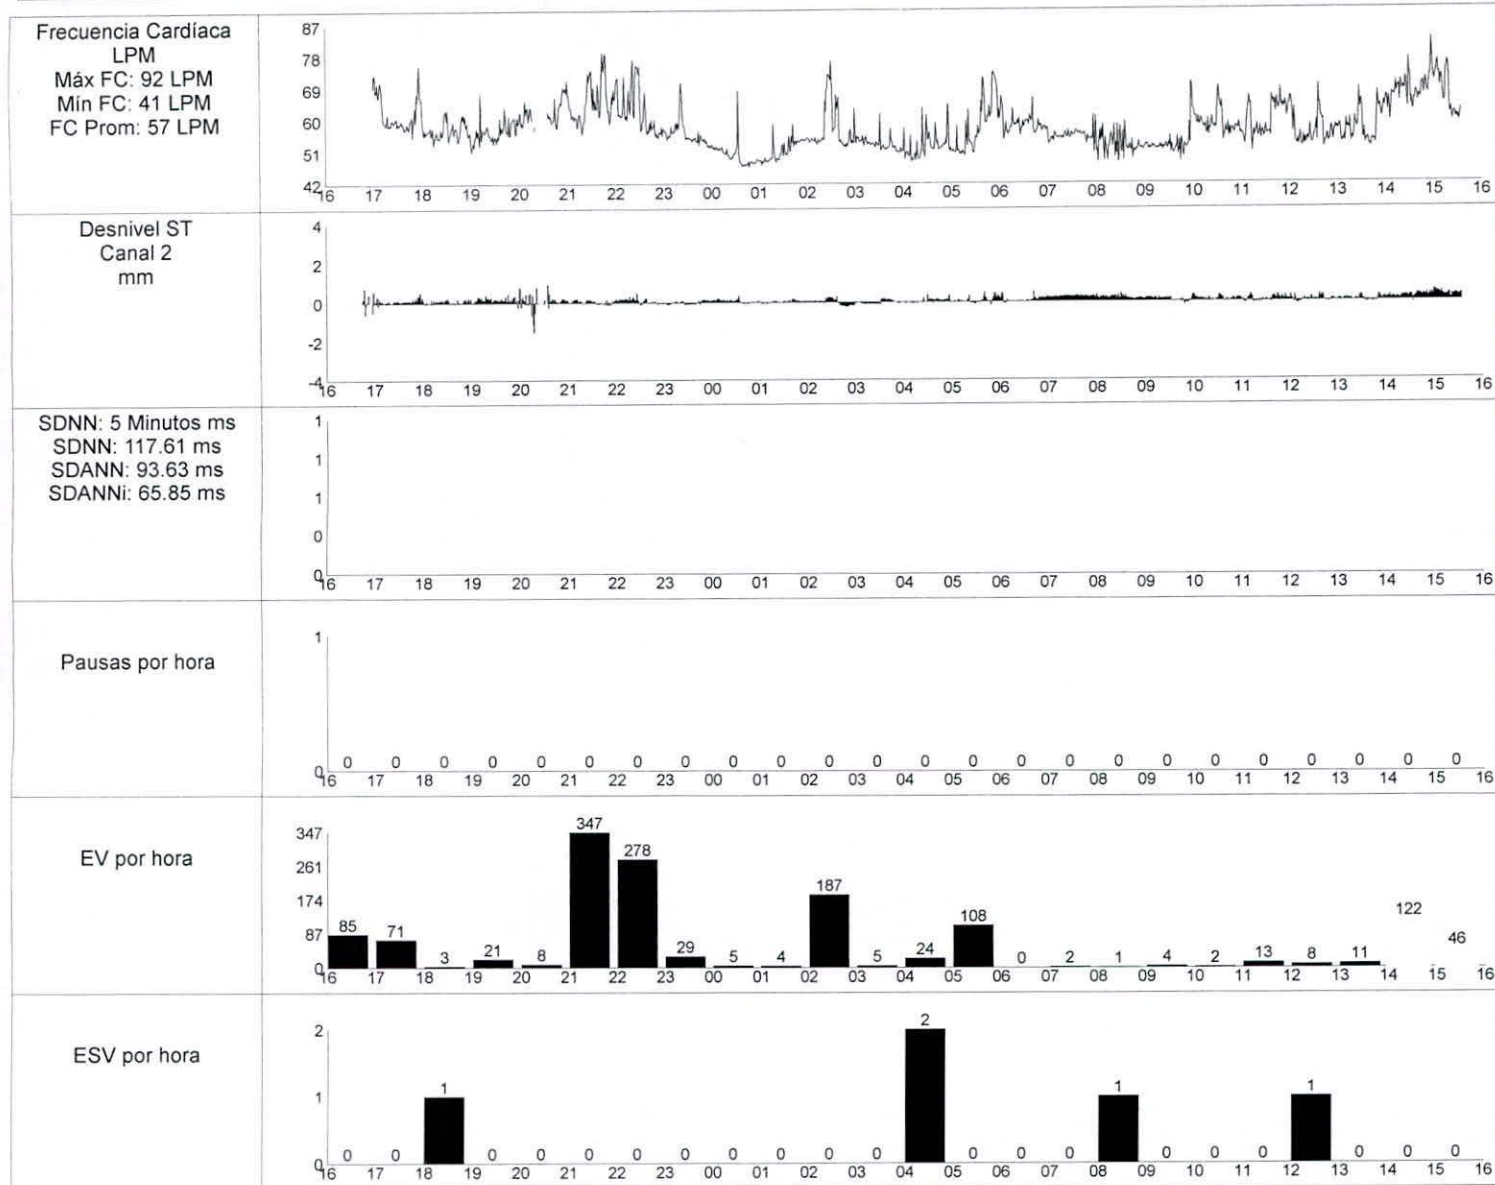 Frecuencia Cardíaca
LPM
Máx FC: 92 LPM
Mín FC: 41 LPM
FC Prom: 57 LPM
87
78
69
60
51
42
16 17 18 19 20 21 22 23 00 01 02 03 04 05 06 07 08 09 10 11 12 13 14 15 16
Desnivel ST
Canal 2
mm
4
2
0
-2
-4
16 17 18 19 20 21 22 23 00 01 02 03 04 05 06 07 08 09 10 11 12 13 14 15 16
SDNN: 5 Minutos ms
SDNN: 117.61 ms
SDANN: 93.63 ms
SDANNi: 65.85 ms
1
1
1
0
0
16 17 18 19 20 21 22 23 00 01 02 03 04 05 06 07 08 09 10 11 12 13 14 15 16
Pausas por hora
1
0 0 0 0 0 0 0 0 0 0 0 0 0 0 0 0 0 0 0 0 0 0 0 0
0
16 17 18 19 20 21 22 23 00 01 02 03 04 05 06 07 08 09 10 11 12 13 14 15 16
EV por hora
347
261
174
87
0
85 71 3 21 8 347 278 29 5 4 187 5 24 108 0 2 1 4 2 13 8 11 122 46
16 17 18 19 20 21 22 23 00 01 02 03 04 05 06 07 08 09 10 11 12 13 14 15 16
ESV por hora
2
1
0
0 0 1 0 0 0 0 0 0 0 0 0 2 0 0 0 1 0 0 0 1 0 0 0
16 17 18 19 20 21 22 23 00 01 02 03 04 05 06 07 08 09 10 11 12 13 14 15 16